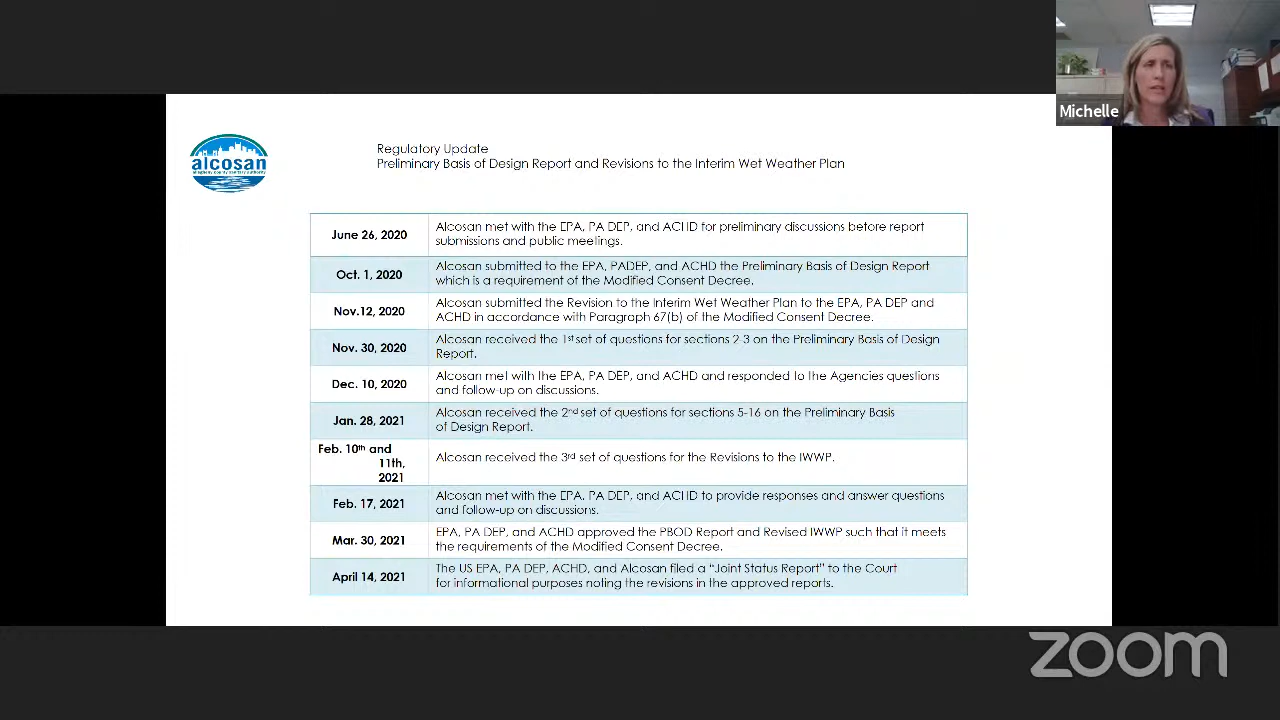 Michelle
alcosan
allegheny county sanitary authority
Regulatory Update
Preliminary Basis of Design Report and Revision to the Interim Wet Weather Plan
June 26, 2020
Alcosan met with the EPA, PA DEP, and ACHD for preliminary discussions before report
submissions and public meetings.
Oct. 1, 2020
Alcosan submitted to the EPA, PADEP, and ACHD the Preliminary Basis of Design Report
which is a requirement of the Modified Consent Decree.
Nov.12, 2020
Alcosan submitted the Revision to the Interim Wet Weather Plan to the EPA, PA DEP and
ACHD in accordance with Paragraph 67(b) of the Modified Consent Decree.
Nov. 30, 2020
Alcosan received the 1st set of questions for sections 2-3 on the Preliminary Basis of Design
Report.
Dec. 10, 2020
Alcosan met with the EPA, PA DEP, and ACHD and responded to the Agencies questions
and follow-up on discussions.
Jan. 28, 2021
Alcosan received the 2nd set of questions for sections 5-16 on the Preliminary Basis
of Design Report.
Feb. 10th and
11th,
2021
Alcosan received the 3rd set of questions for the Revisions to the IWWP.
Feb. 17, 2021
Alcosan met with the EPA, PA DEP, and ACHD to provide responses and answer questions
and follow-up on discussions.
Mar. 30, 2021
EPA, PA DEP, and ACHD approved the PBOD Report and Revised IWWP such that it meets
the requirements of the Modified Consent Decree.
April 14, 2021
The US EPA, PA DEP, ACHD, and Alcosan filed a “Joint Status Report” to the Court
for informational purposes noting the revisions in the approved reports.
zoom